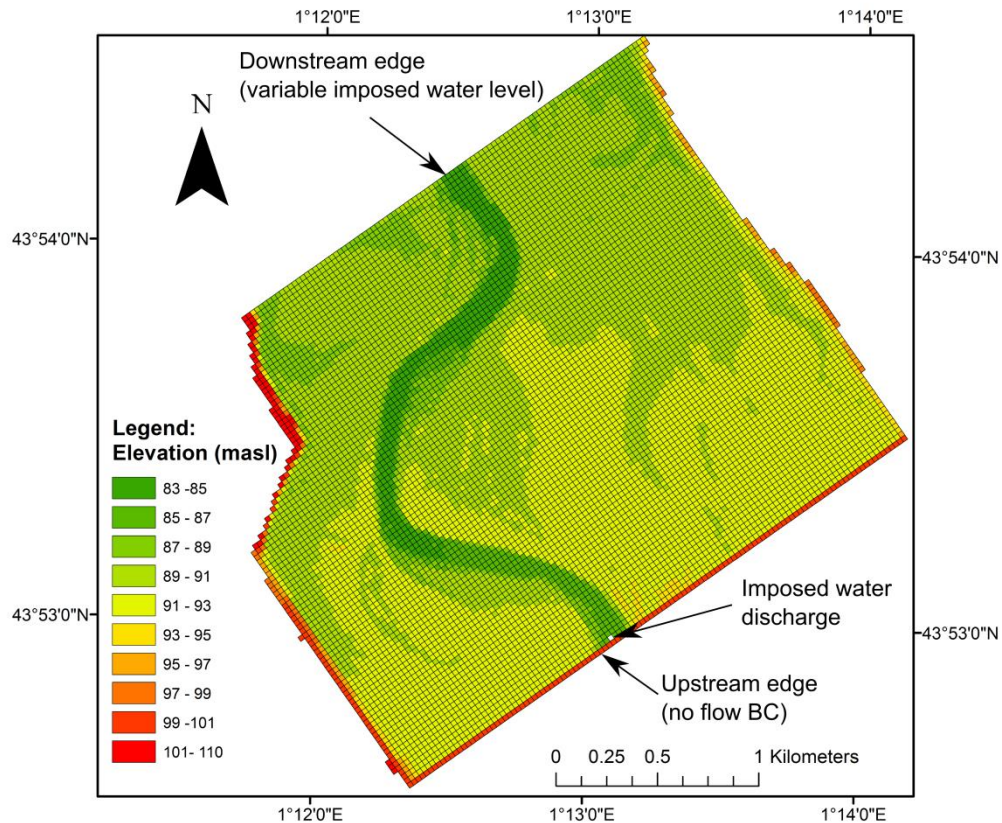 1°12'0"E
1°13'0"E
1°14'0"E
Downstream edge
(variable imposed water level)
N
43°54'0"N
43°54'0"N
Legend:
Elevation (masl)
83 -85
85 - 87
87 - 89
89 - 91
91 - 93
93 - 95
95 - 97
97 - 99
99 -101
101- 110
43°53'0"N
43°53'0"N
Imposed water
discharge
Upstream edge
(no flow BC)
0 0.25 0.5 1 Kilometers
1°12'0"E
1°13'0"E
1°14'0"E